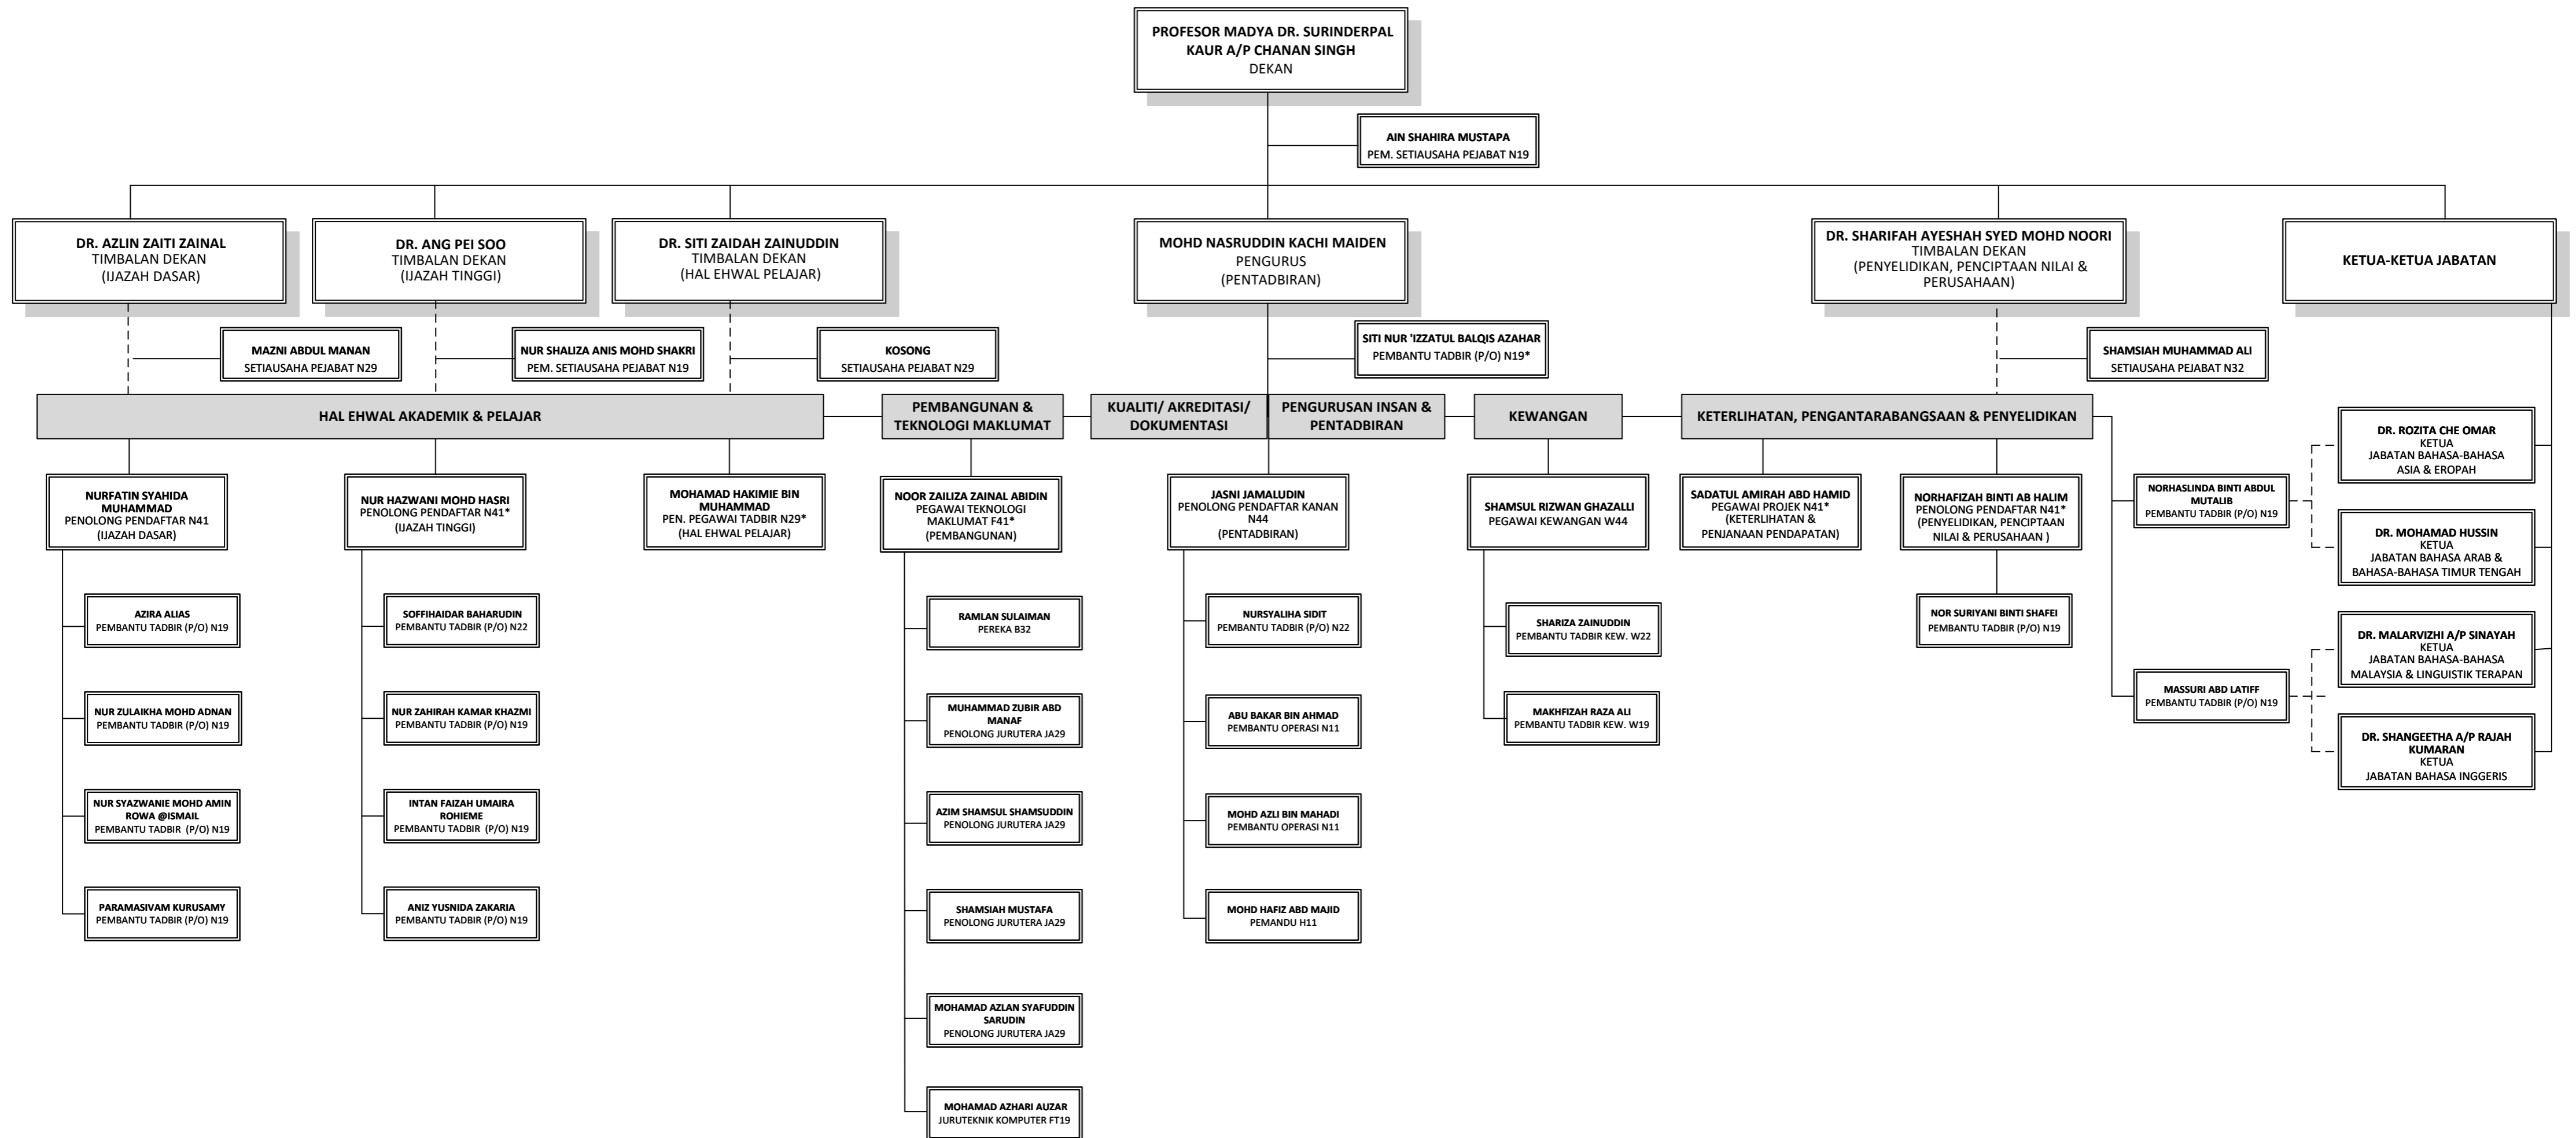 PROFESOR MADYA DR. SURINDERPAL
KAUR A/P CHANAN SINGH
DEKAN
AIN SHAHIRA MUSTAPA
PEM. SETIAUSAHA PEJABAT N19
DR. AZLIN ZAITI ZAINAL
TIMBALAN DEKAN
(IJAZAH DASAR)
DR. ANG PEI SOO
TIMBALAN DEKAN
(IJAZAH TINGGI)
DR. SITI ZAIDAH ZAINUDDIN
TIMBALAN DEKAN
(HAL EHWAL PELAJAR)
MOHD NASRUDDIN KACHI MAIDEN
PENGURUS
(PENTADBIRAN)
DR. SHARIFAH AYESHAH SYED MOHD NOORI
TIMBALAN DEKAN
(PENYELIDIKAN, PENCIPTAAN NILAI &
PERUSAHAAN)
KETUA-KETUA JABATAN
MAZNI ABDUL MANAN
SETIAUSAHA PEJABAT N29
NUR SHALIZA ANIS MOHD SHAKRI
PEM. SETIAUSAHA PEJABAT N19
KOSONG
SETIAUSAHA PEJABAT N29
SITI NUR 'IZZATUL BALQIS AZAHAR
PEMBANTU TADBIR (P/O) N19*
SHAMSIAH MUHAMMAD ALI
SETIAUSAHA PEJABAT N32
HAL EHWAL AKADEMIK & PELAJAR
PEMBANGUNAN &
TEKNOLOGI MAKLUMAT
KUALITI/ AKREDITASI/
DOKUMENTASI
PENGURUSAN INSAN &
PENTADBIRAN
KEWANGAN
KETERLIHATAN, PENGANTARABANGSAAN & PENYELIDIKAN
NURFATIN SYAHIDA
MUHAMMAD
PENOLONG PENDAFTAR N41
(IJAZAH DASAR)
NUR HAZWANI MOHD HASRI
PENOLONG PENDAFTAR N41*
(IJAZAH TINGGI)
MOHAMAD HAKIMIE BIN
MUHAMMAD
PEN. PEGAWAI TADBIR N29*
(HAL EHWAL PELAJAR)
NOOR ZAILIZA ZAINAL ABIDIN
PEGAWAI TEKNOLOGI
MAKLUMAT F41*
(PEMBANGUNAN)
JASNI JAMALUDIN
PENOLONG PENDAFTAR KANAN
N44
(PENTADBIRAN)
SHAMSUL RIZWAN GHAZALLI
PEGAWAI KEWANGAN W44
SADATUL AMIRAH ABD HAMID
PEGAWAI PROJEK N41*
(KETERLIHATAN &
PENJANAAN PENDAPATAN)
NORHAFIZAH BINTI AB HALIM
PENOLONG PENDAFTAR N41*
(PENYELIDIKAN, PENCIPTAAN
NILAI & PERUSAHAAN )
NORHASLINDA BINTI ABDUL
MUTALIB
PEMBANTU TADBIR (P/O) N19
DR. ROZITA CHE OMAR
KETUA
JABATAN BAHASA-BAHASA
ASIA & EROPAH
DR. MOHAMAD HUSSIN
KETUA
JABATAN BAHASA ARAB &
BAHASA-BAHASA TIMUR TENGAH
AZIRA ALIAS
PEMBANTU TADBIR (P/O) N19
SOFFIHAIDAR BAHARUDIN
PEMBANTU TADBIR (P/O) N22
RAMLAN SULAIMAN
PEREKA B32
NURSYALIHA SIDIT
PEMBANTU TADBIR (P/O) N22
SHARIZA ZAINUDDIN
PEMBANTU TADBIR KEW. W22
NOR SURIYANI BINTI SHAFEI
PEMBANTU TADBIR (P/O) N19
DR. MALARVIZHI A/P SINAYAH
KETUA
JABATAN BAHASA-BAHASA
MALAYSIA & LINGUISTIK TERAPAN
MASSURI ABD LATIFF
PEMBANTU TADBIR (P/O) N19
NUR ZULAIKHA MOHD ADNAN
PEMBANTU TADBIR (P/O) N19
NUR ZAHIRAH KAMAR KHAZMI
PEMBANTU TADBIR (P/O) N19
MUHAMMAD ZUBIR ABD
MANAF
PENOLONG JURUTERA JA29
ABU BAKAR BIN AHMAD
PEMBANTU OPERASI N11
MAKHFIZAH RAZA ALI
PEMBANTU TADBIR KEW. W19
DR. SHANGEETHA A/P RAJAH
KUMARAN
KETUA
JABATAN BAHASA INGGERIS
NUR SYAZWANIE MOHD AMIN
ROWA @ISMAIL
PEMBANTU TADBIR (P/O) N19
INTAN FAIZAH UMAIRA
ROHIEME
PEMBANTU TADBIR (P/O) N19
AZIM SHAMSUL SHAMSUDDIN
PENOLONG JURUTERA JA29
MOHD AZLI BIN MAHADI
PEMBANTU OPERASI N11
PARAMASIVAM KURUSAMY
PEMBANTU TADBIR (P/O) N19
ANIZ YUSNIDA ZAKARIA
PEMBANTU TADBIR (P/O) N19
SHAMSIAH MUSTAFA
PENOLONG JURUTERA JA29
MOHD HAFIZ ABD MAJID
PEMANDU H11
MOHAMAD AZLAN SYAFUDDIN
SARUDIN
PENOLONG JURUTERA JA29
MOHAMAD AZHARI AUZAR
JURUTEKNIK KOMPUTER FT19